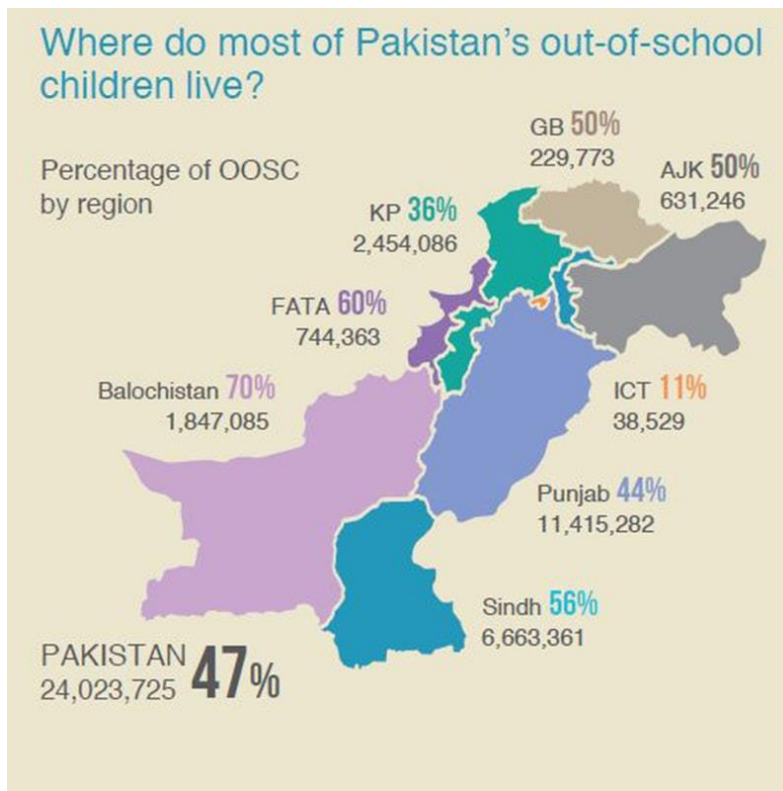 Where do most of Pakistan's out-of-school
children live?
Percentage of OOSC
by region
GB 50%
229,773
AJK 50%
631,246
KP 36%
2,454,086
FATA 60%
744,363
Balochistan 70%
1,847,085
ICT 11%
38,529
Punjab 44%
11,415,282
Sindh 56%
6,663,361
PAKISTAN 47%
24,023,725